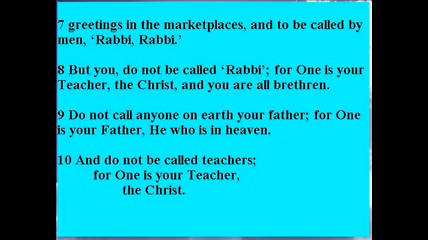 7 greetings in the marketplaces, and to be called by
men, ‘Rabbi, Rabbi.’
8 But you, do not be called ‘Rabbi’; for One is your
Teacher, the Christ, and you are all brethren.
9 Do not call anyone on earth your father; for One
is your Father, He who is in heaven.
10 And do not be called teachers;
for One is your Teacher,
the Christ.